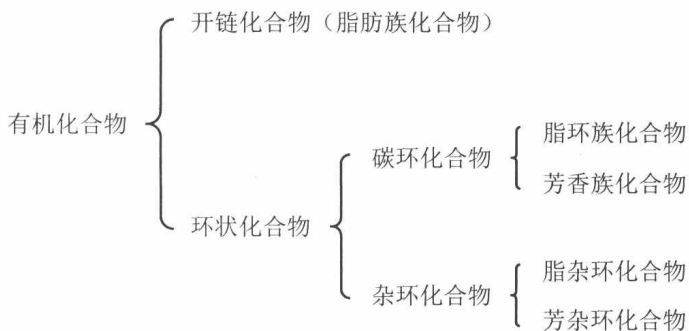 开链化合物（脂肪族化合物）
有机化合物
碳环化合物
脂环族化合物
芳香族化合物
环状化合物
杂环化合物
脂杂环化合物
芳杂环化合物